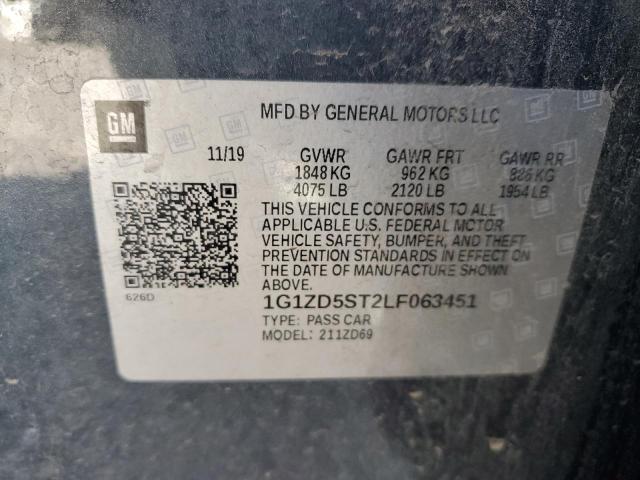 GM
MFD BY GENERAL MOTORS LLC
11/19 GVWR GAWR FRT GAWR RR
1848 KG 962 KG 886 KG
4075 LB 2120 LB 1954 LB
THIS VEHICLE CONFORMS TO ALL
APPLICABLE U.S. FEDERAL MOTOR
VEHICLE SAFETY, BUMPER, AND THEFT
PREVENTION STANDARDS IN EFFECT ON
THE DATE OF MANUFACTURE SHOWN
ABOVE.
626D
1G1ZD5ST2LF063451
TYPE: PASS CAR
MODEL: 211ZD69